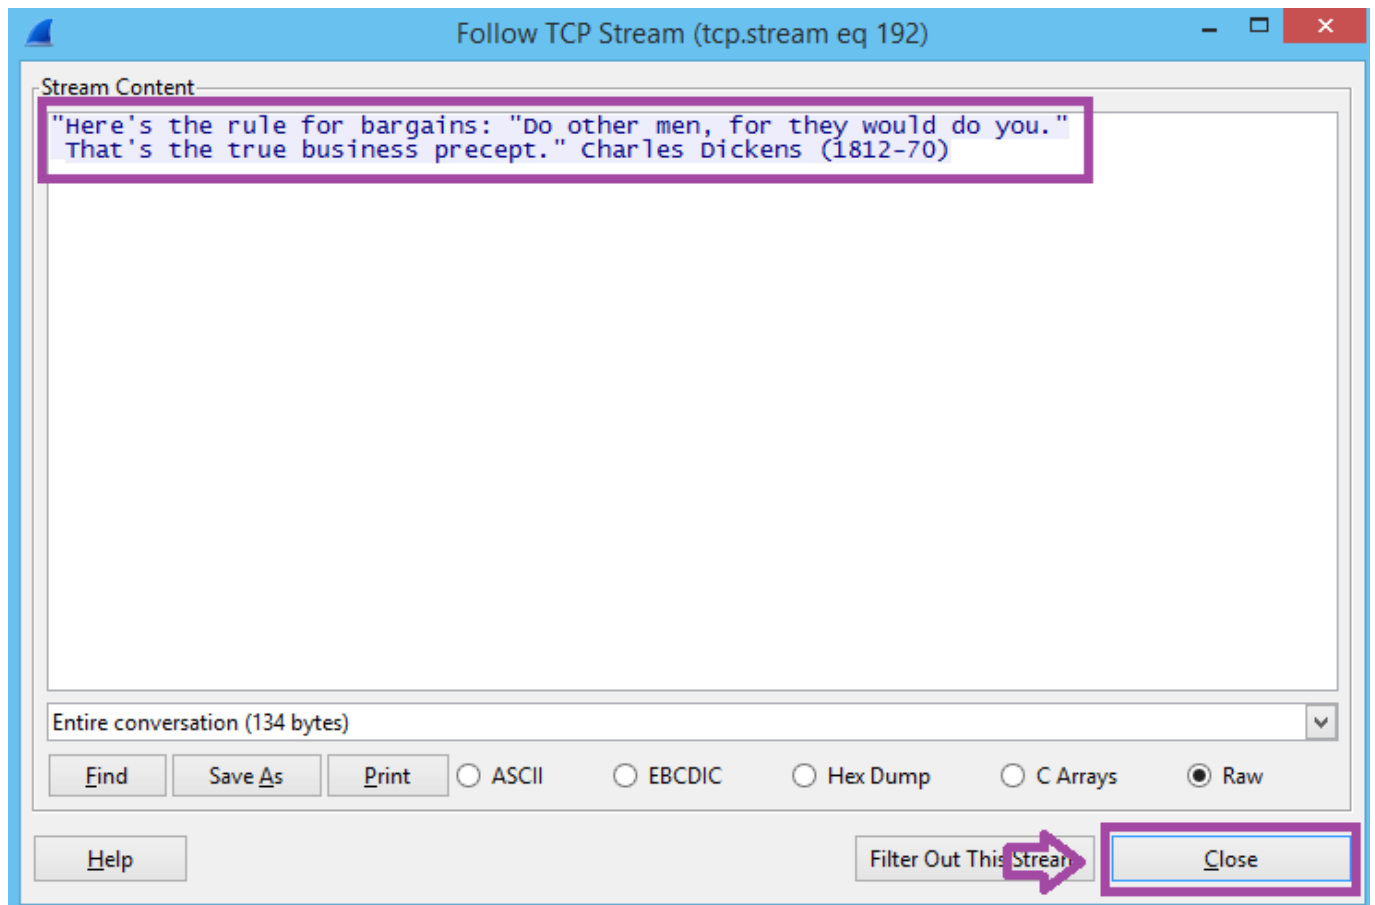 Follow TCP Stream (tcp.stream eq 192)
Stream Content
"Here's the rule for bargains: "Do other men, for they would do you."
That's the true business precept." Charles Dickens (1812-70)
Entire conversation (134 bytes)
Find Save As Print ASCII EBCDIC Hex Dump C Arrays Raw
Help Filter Out This Stream Close